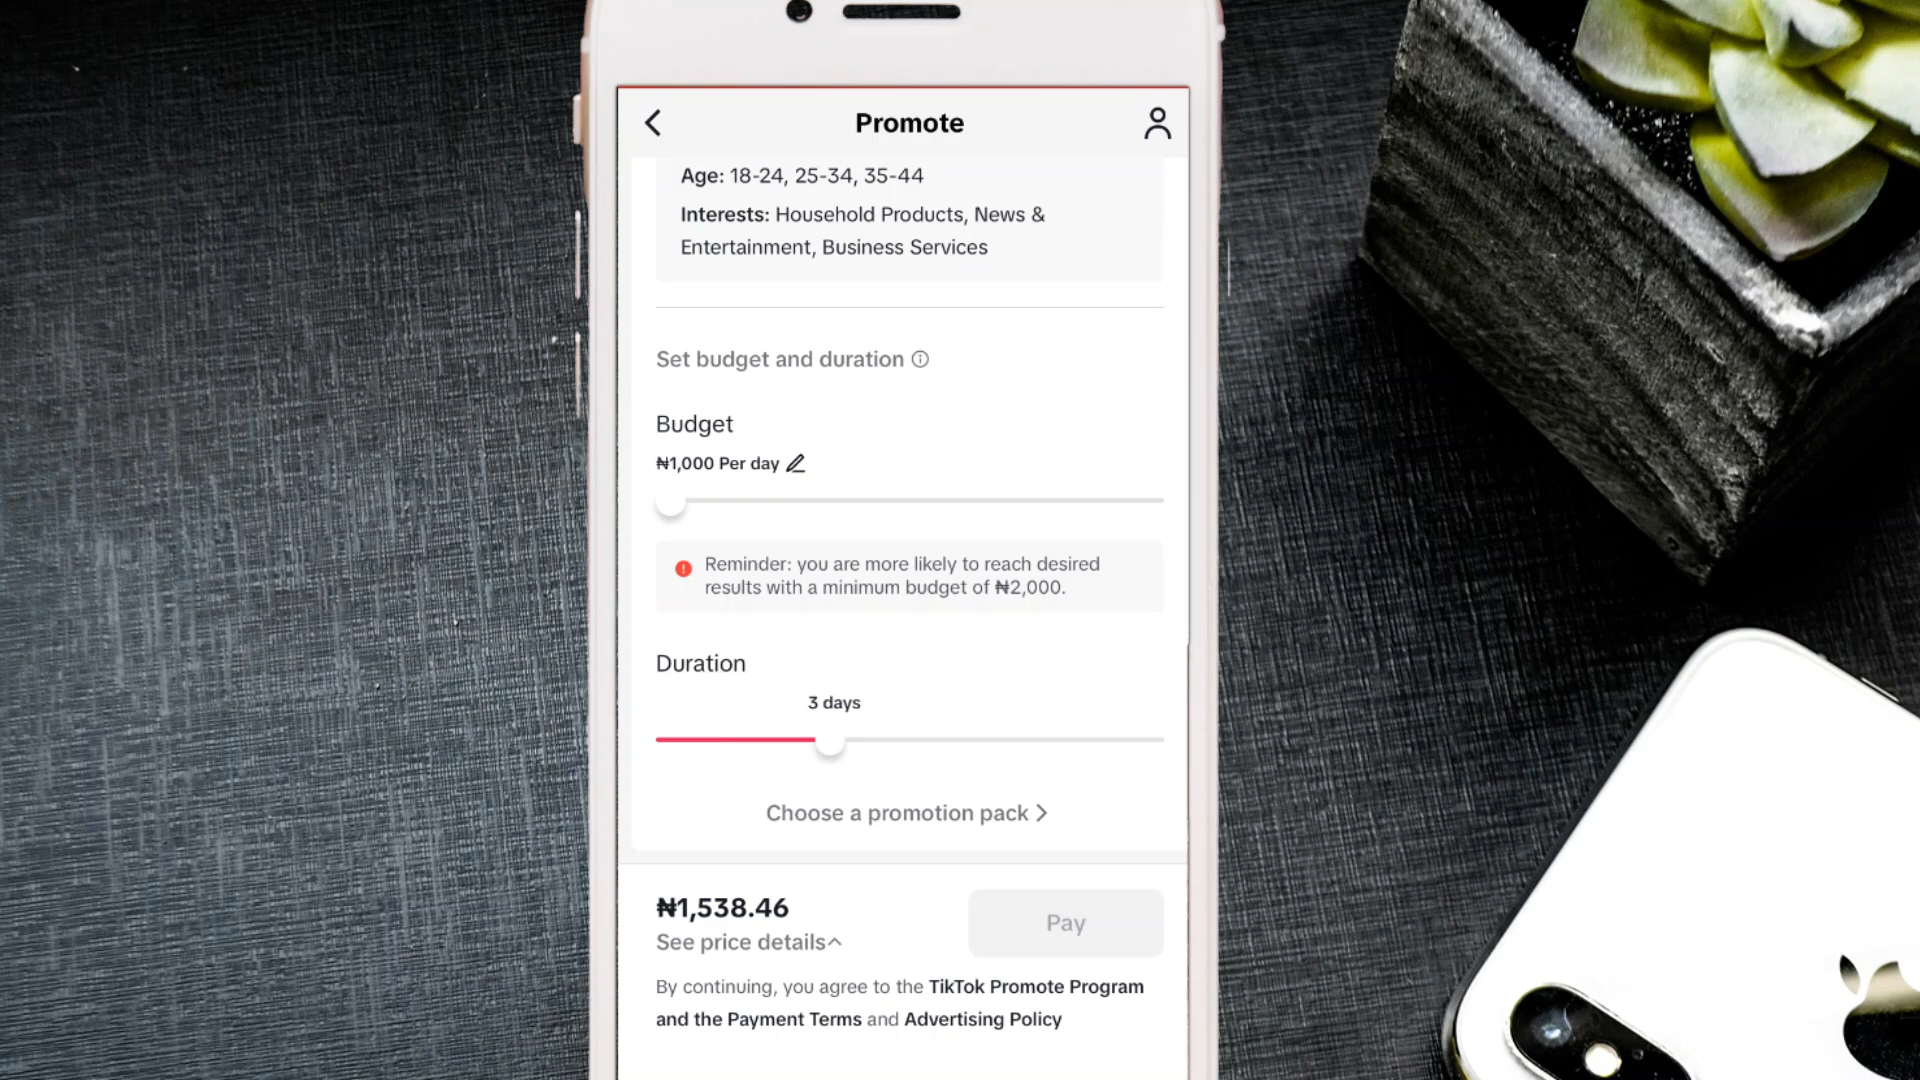 Promote
Age: 18-24, 25-34, 35-44
Interests: Household Products, News &
Entertainment, Business Services
Set budget and duration
Budget
₦1,000 Per day
Reminder: you are more likely to reach desired
results with a minimum budget of ₦2,000.
Duration
3 days
Choose a promotion pack
₦1,538.46
See price details
Pay
By continuing, you agree to the TikTok Promote Program
and the Payment Terms and Advertising Policy